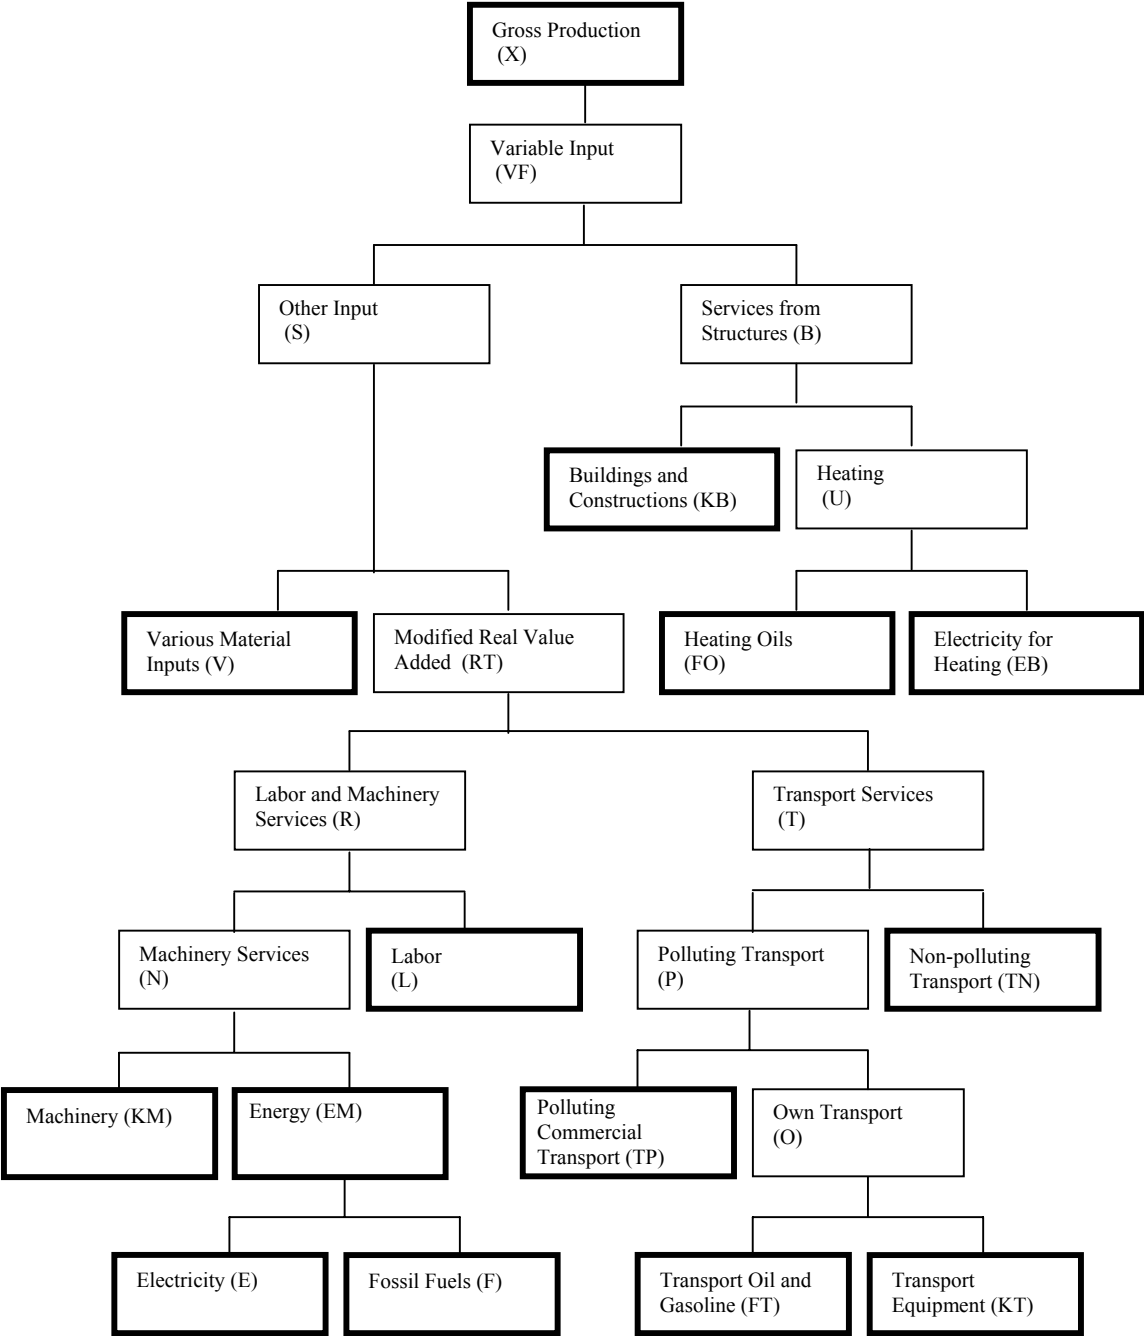 Gross Production
(X)
Variable Input
(VF)
Other Input
(S)
Services from
Structures (B)
Buildings and
Constructions (KB)
Heating
(U)
Various Material
Inputs (V)
Modified Real Value
Added (RT)
Heating Oils
(FO)
Electricity for
Heating (EB)
Labor and Machinery
Services (R)
Transport Services
(T)
Machinery Services
(N)
Labor
(L)
Polluting Transport
(P)
Non-polluting
Transport (TN)
Machinery (KM)
Energy (EM)
Polluting
Commercial
Transport (TP)
Own Transport
(O)
Electricity (E)
Fossil Fuels (F)
Transport Oil and
Gasoline (FT)
Transport
Equipment (KT)